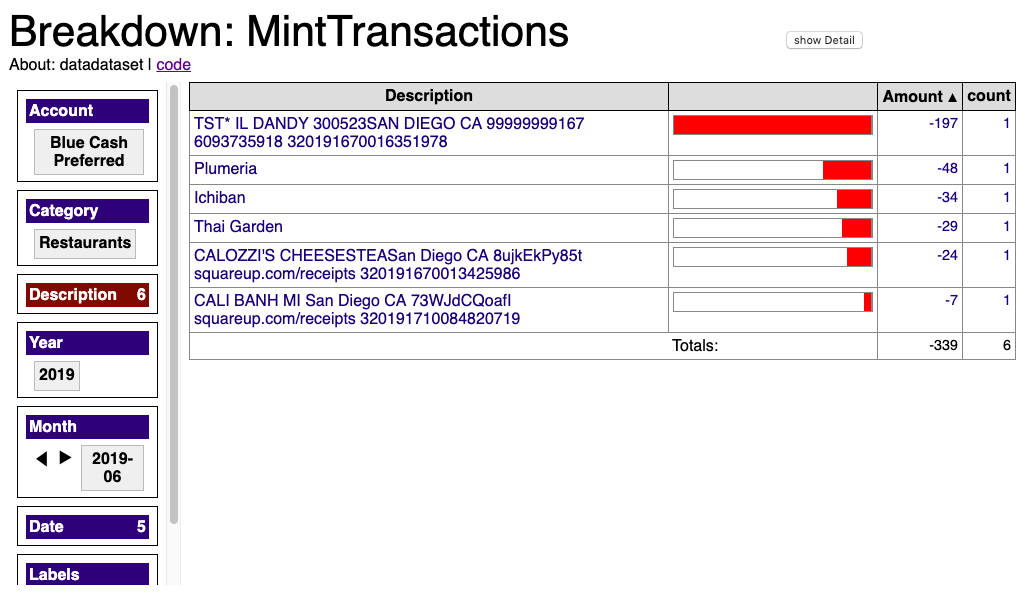 Breakdown: MintTransactions
show Detail
About: datadataset | code
Account
Blue Cash
Preferred
Category
Restaurants
Description 6
Year
2019
Month
◀ ▶ 2019-
06
Date 5
Labels
Description Amount ▲ count
TST* IL DANDY 300523SAN DIEGO CA 99999999167
6093735918 320191670016351978 -197 1
Plumeria -48 1
Ichiban -34 1
Thai Garden -29 1
CALOZZI'S CHEESESTEASan Diego CA 8ujkEkPy85t
squareup.com/receipts 320191670013425986 -24 1
CALI BANH MI San Diego CA 73WJdCQoafI
squareup.com/receipts 320191710084820719 -7 1
Totals: -339 6